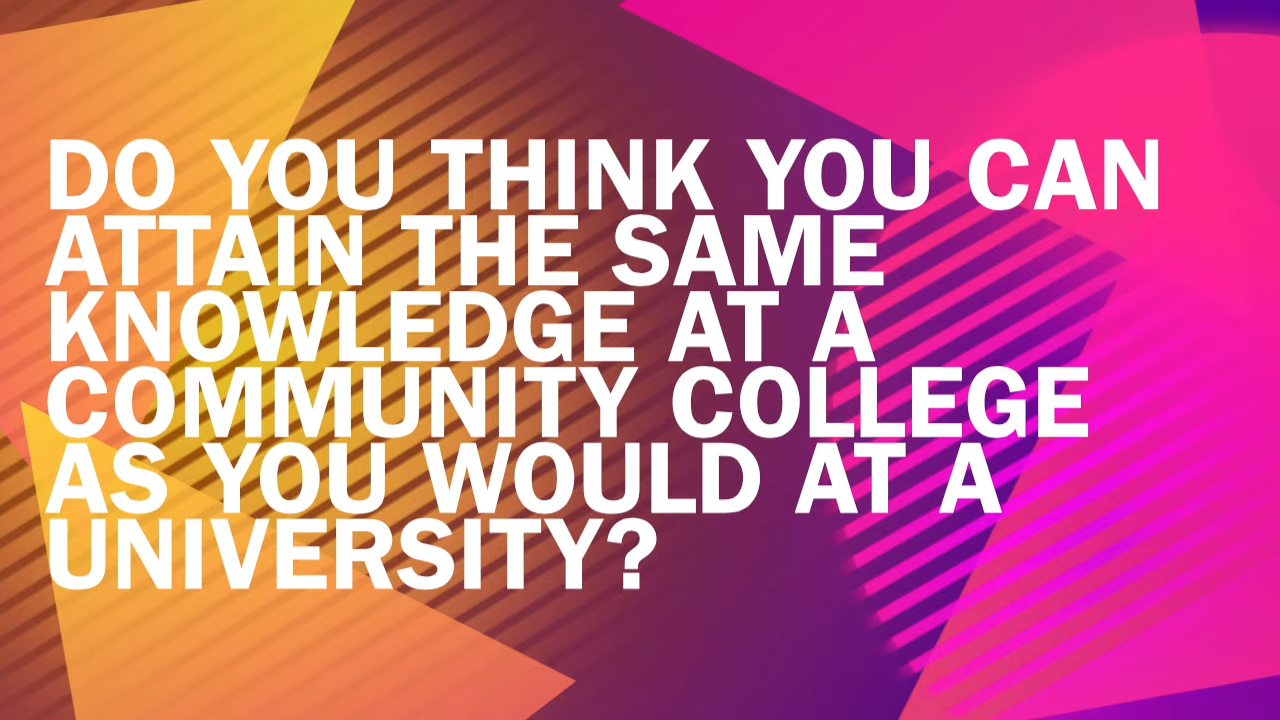 DO YOU THINK YOU CAN
ATTAIN THE SAME
KNOWLEDGE AT A
COMMUNITY COLLEGE
AS YOU WOULD AT A
UNIVERSITY?